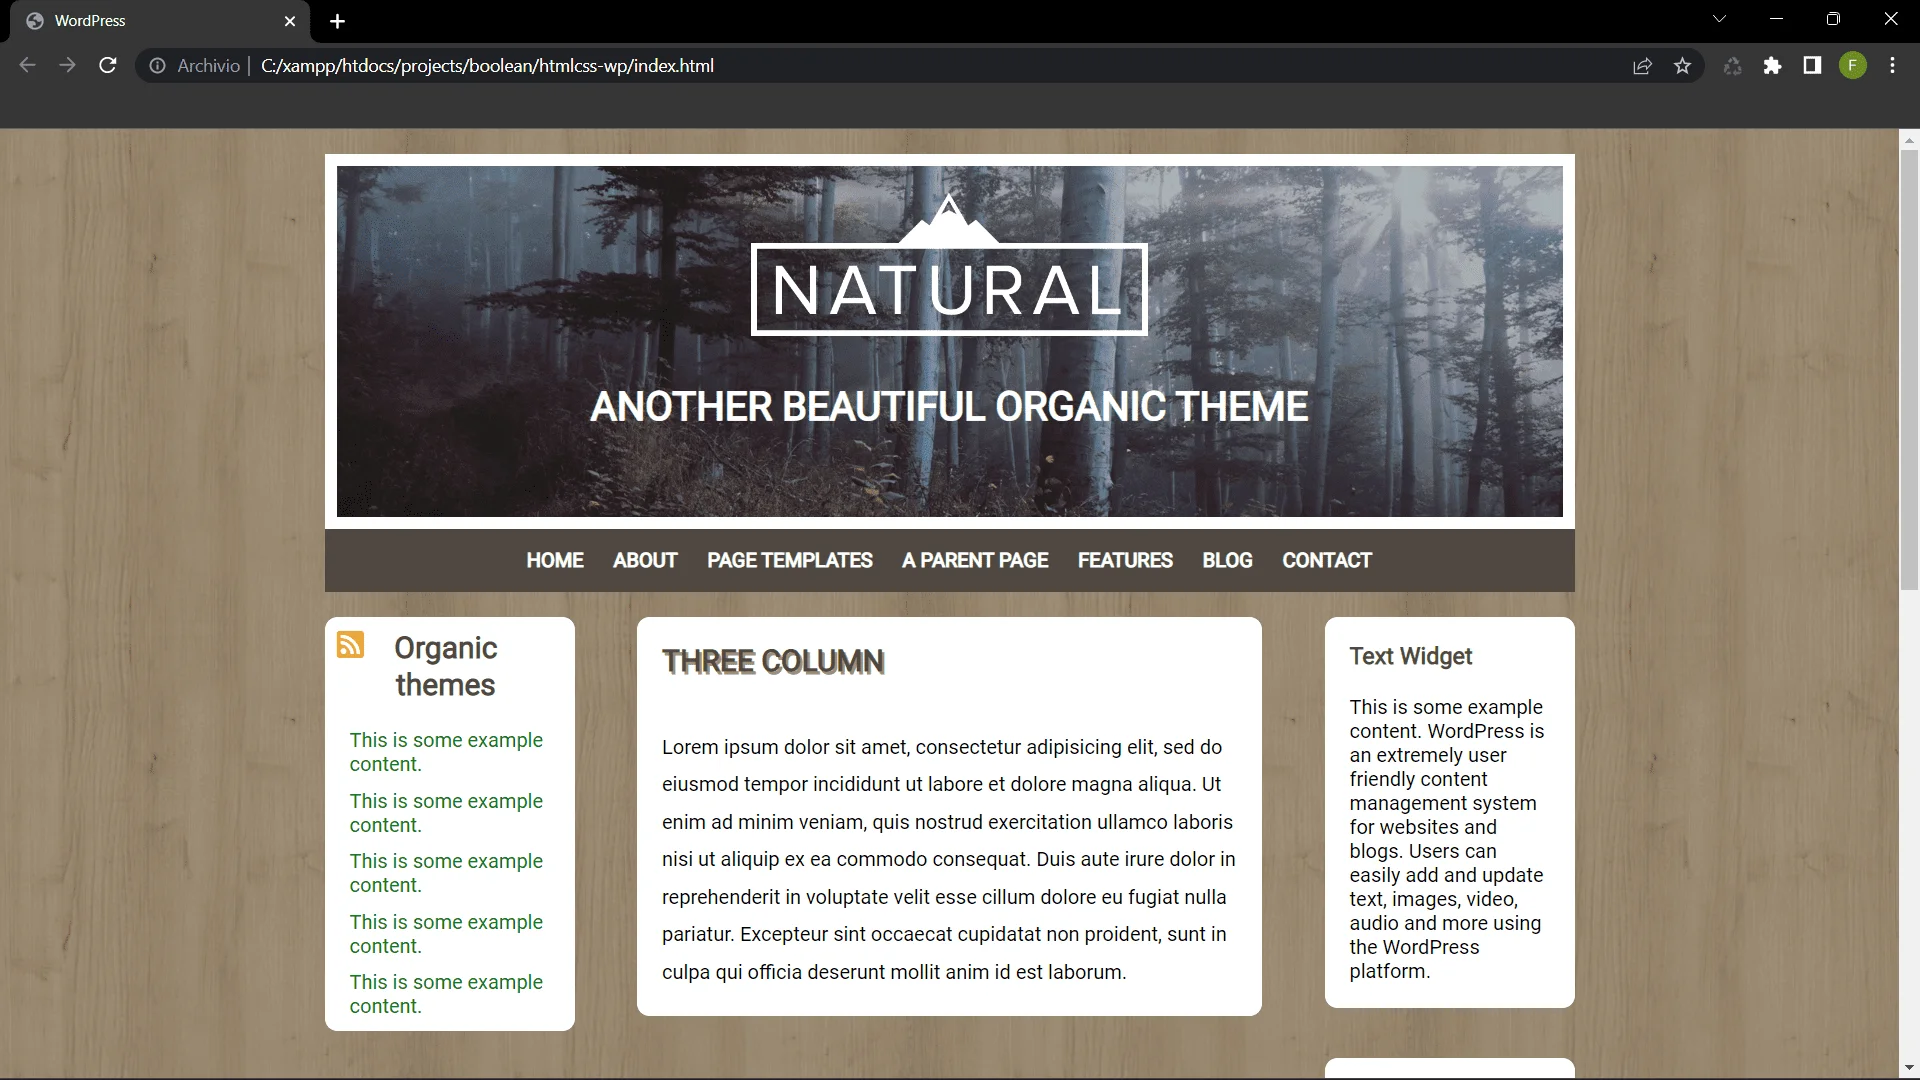 WordPress
Archivio
C:/xampp/htdocs/projects/boolean/htmlcss-wp/index.html
F
NATURAL
ANOTHER BEAUTIFUL ORGANIC THEME
HOME ABOUT PAGE TEMPLATES A PARENT PAGE FEATURES BLOG CONTACT
Organic
themes
This is some example
content.
This is some example
content.
This is some example
content.
This is some example
content.
This is some example
content.
THREE COLUMN
Lorem ipsum dolor sit amet, consectetur adipisicing elit, sed do
eiusmod tempor incididunt ut labore et dolore magna aliqua. Ut
enim ad minim veniam, quis nostrud exercitation ullamco laboris
nisi ut aliquip ex ea commodo consequat. Duis aute irure dolor in
reprehenderit in voluptate velit esse cillum dolore eu fugiat nulla
pariatur. Excepteur sint occaecat cupidatat non proident, sunt in
culpa qui officia deserunt mollit anim id est laborum.
Text Widget
This is some example
content. WordPress is
an extremely user
friendly content
management system
for websites and
blogs. Users can
easily add and update
text, images, video,
audio and more using
the WordPress
platform.